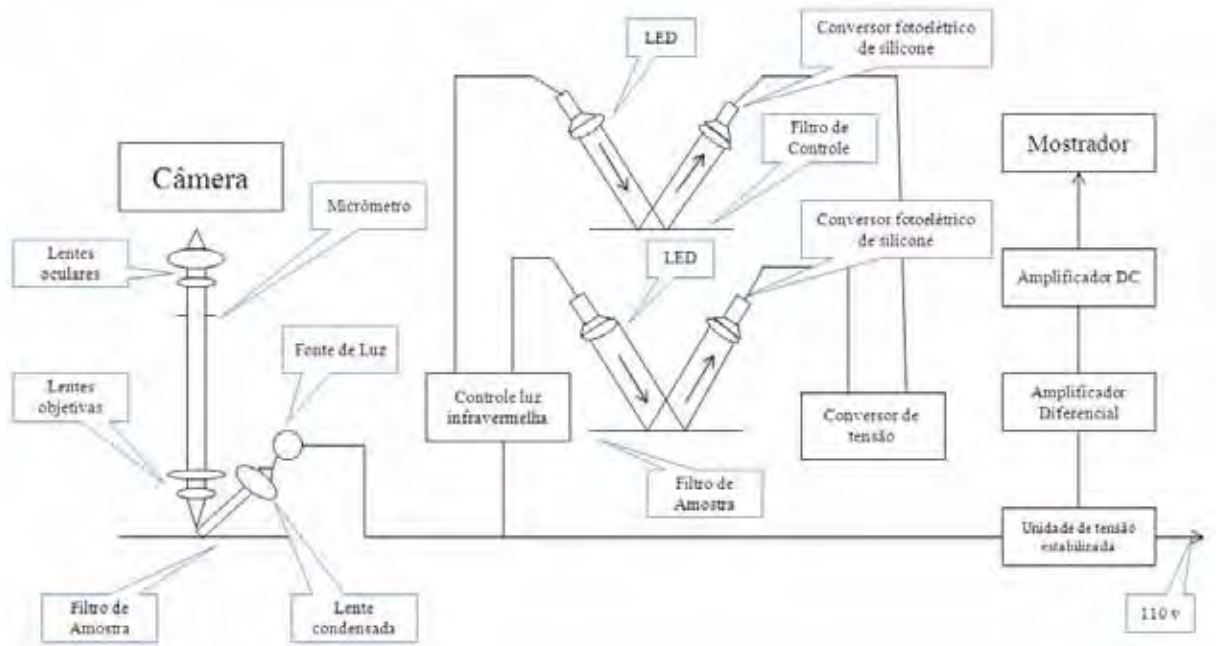 LED
Conversor fotoelétrico
de silicone
Filtro de
Controle
Mostrador
Câmera
Micrômetro
Conversor fotoelétrico
de silicone
Lentes
oculares
LED
Amplificador DC
Fonte de Luz
Lentes
objetivas
Controle luz
infravermelha
Conversor de
tensão
Amplificador
Diferencial
Filtro de
Amostra
Unidade de tensão
estabilizada
Filtro de
Amostra
Lente
condensada
110 v